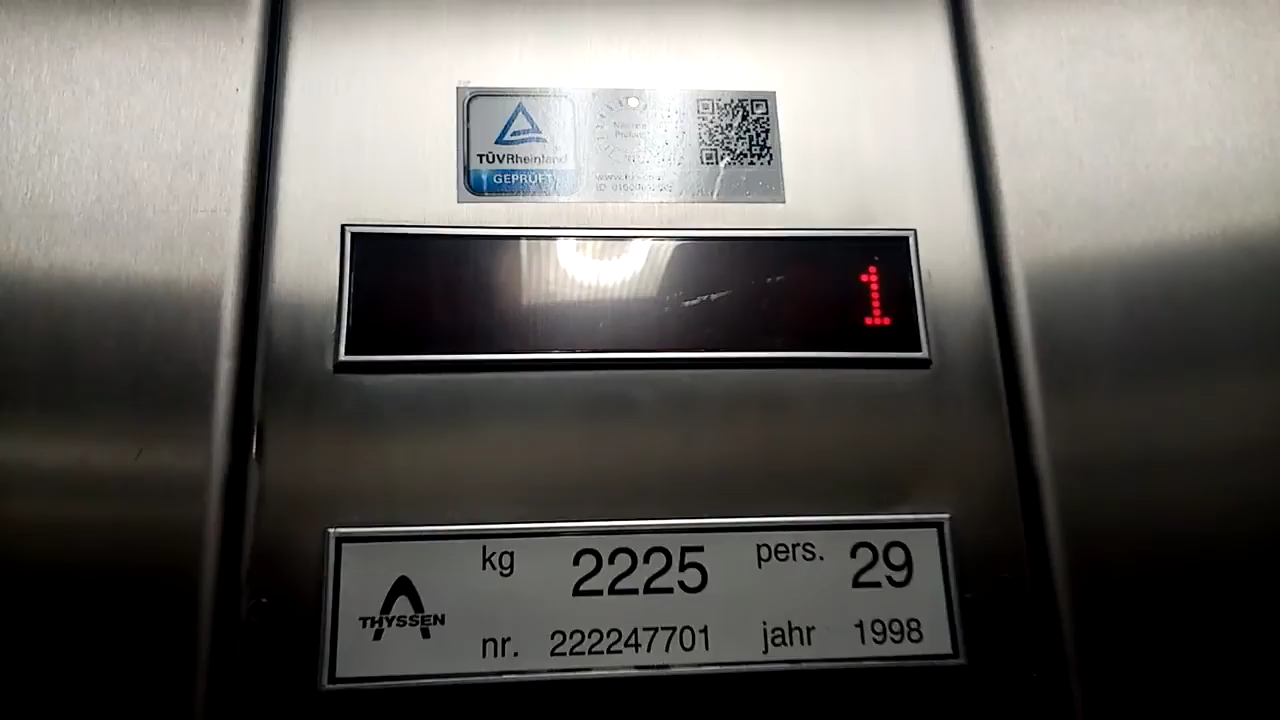 TÜVRheinland
GEPRÜFT
1
kg 2225 pers. 29
THYSSEN
nr. 222247701 jahr 1998